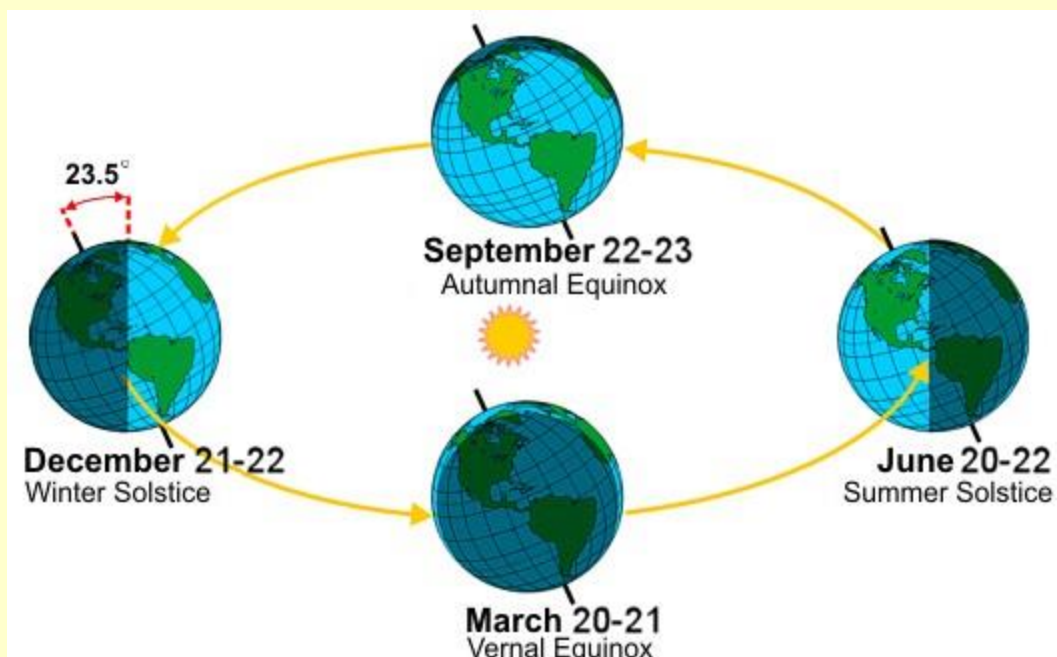 September 22-23
Autumnal Equinox
23.5°
December 21-22
Winter Solstice
June 20-22
Summer Solstice
March 20-21
Vernal Equinox